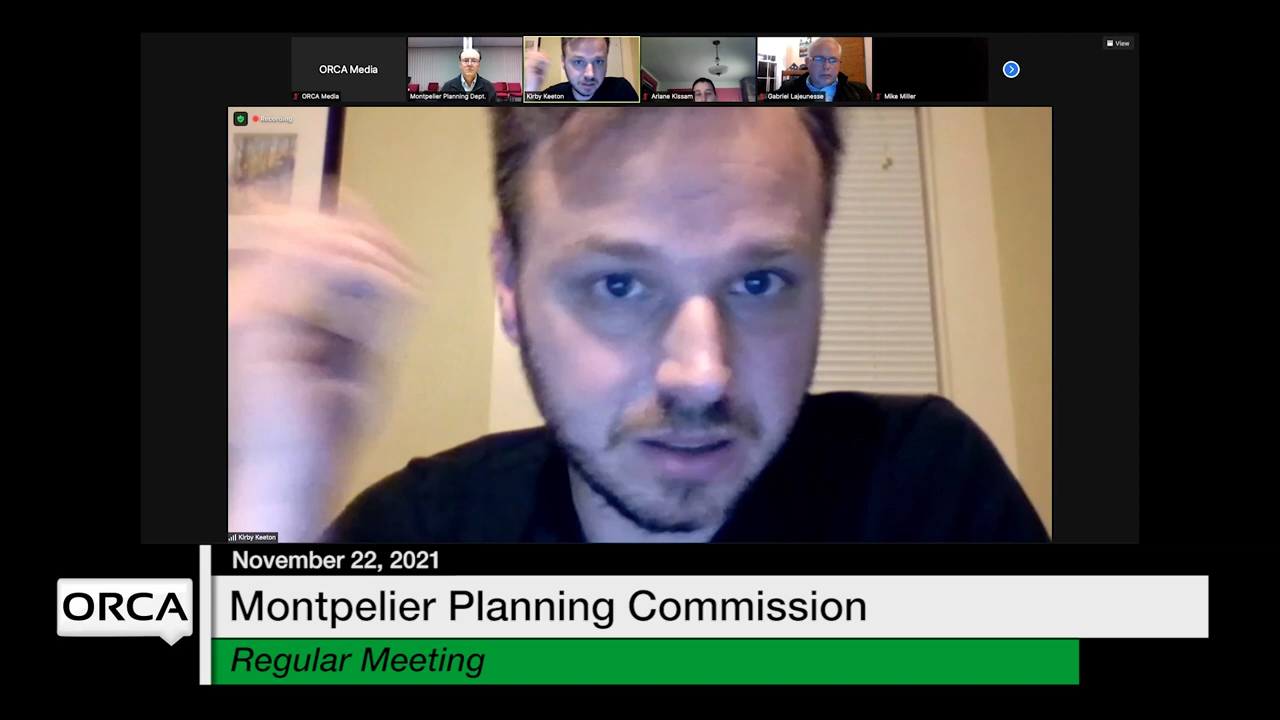 View
ORCA Media
ORCA Media
Montpelier Planning Dept.
Kirby Keeton
Ariane Kissam
Gabriel Lajeunesse
Mike Miller
Recording
Kirby Keeton
November 22, 2021
ORCA
Montpelier Planning Commission
Regular Meeting